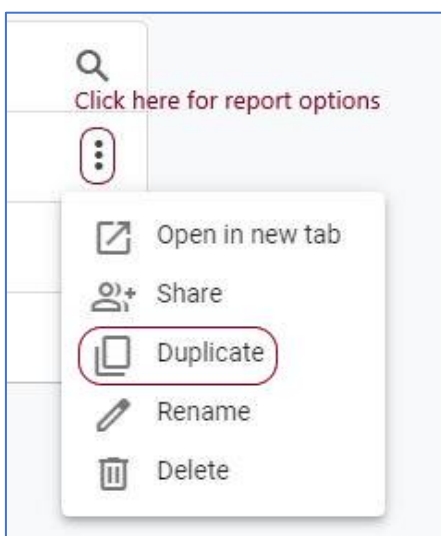 Click here for report options
Open in new tab
Share
Duplicate
Rename
Delete